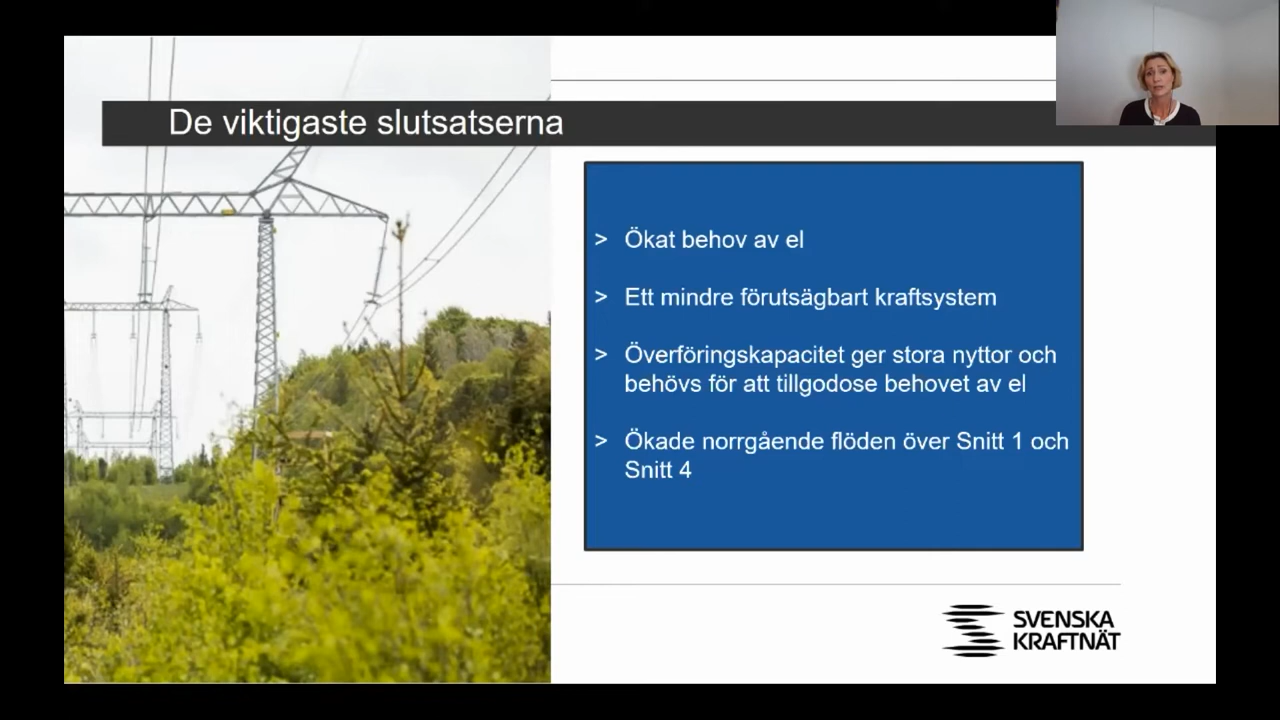 De viktigaste slutsatserna
> Ökat behov av el
> Ett mindre förutsägbart kraftsystem
> Överföringskapacitet ger stora nyttor och
behövs för att tillgodose behovet av el
> Ökade norrgående flöden över Snitt 1 och
Snitt 4
SVENSKA
KRAFTNÄT